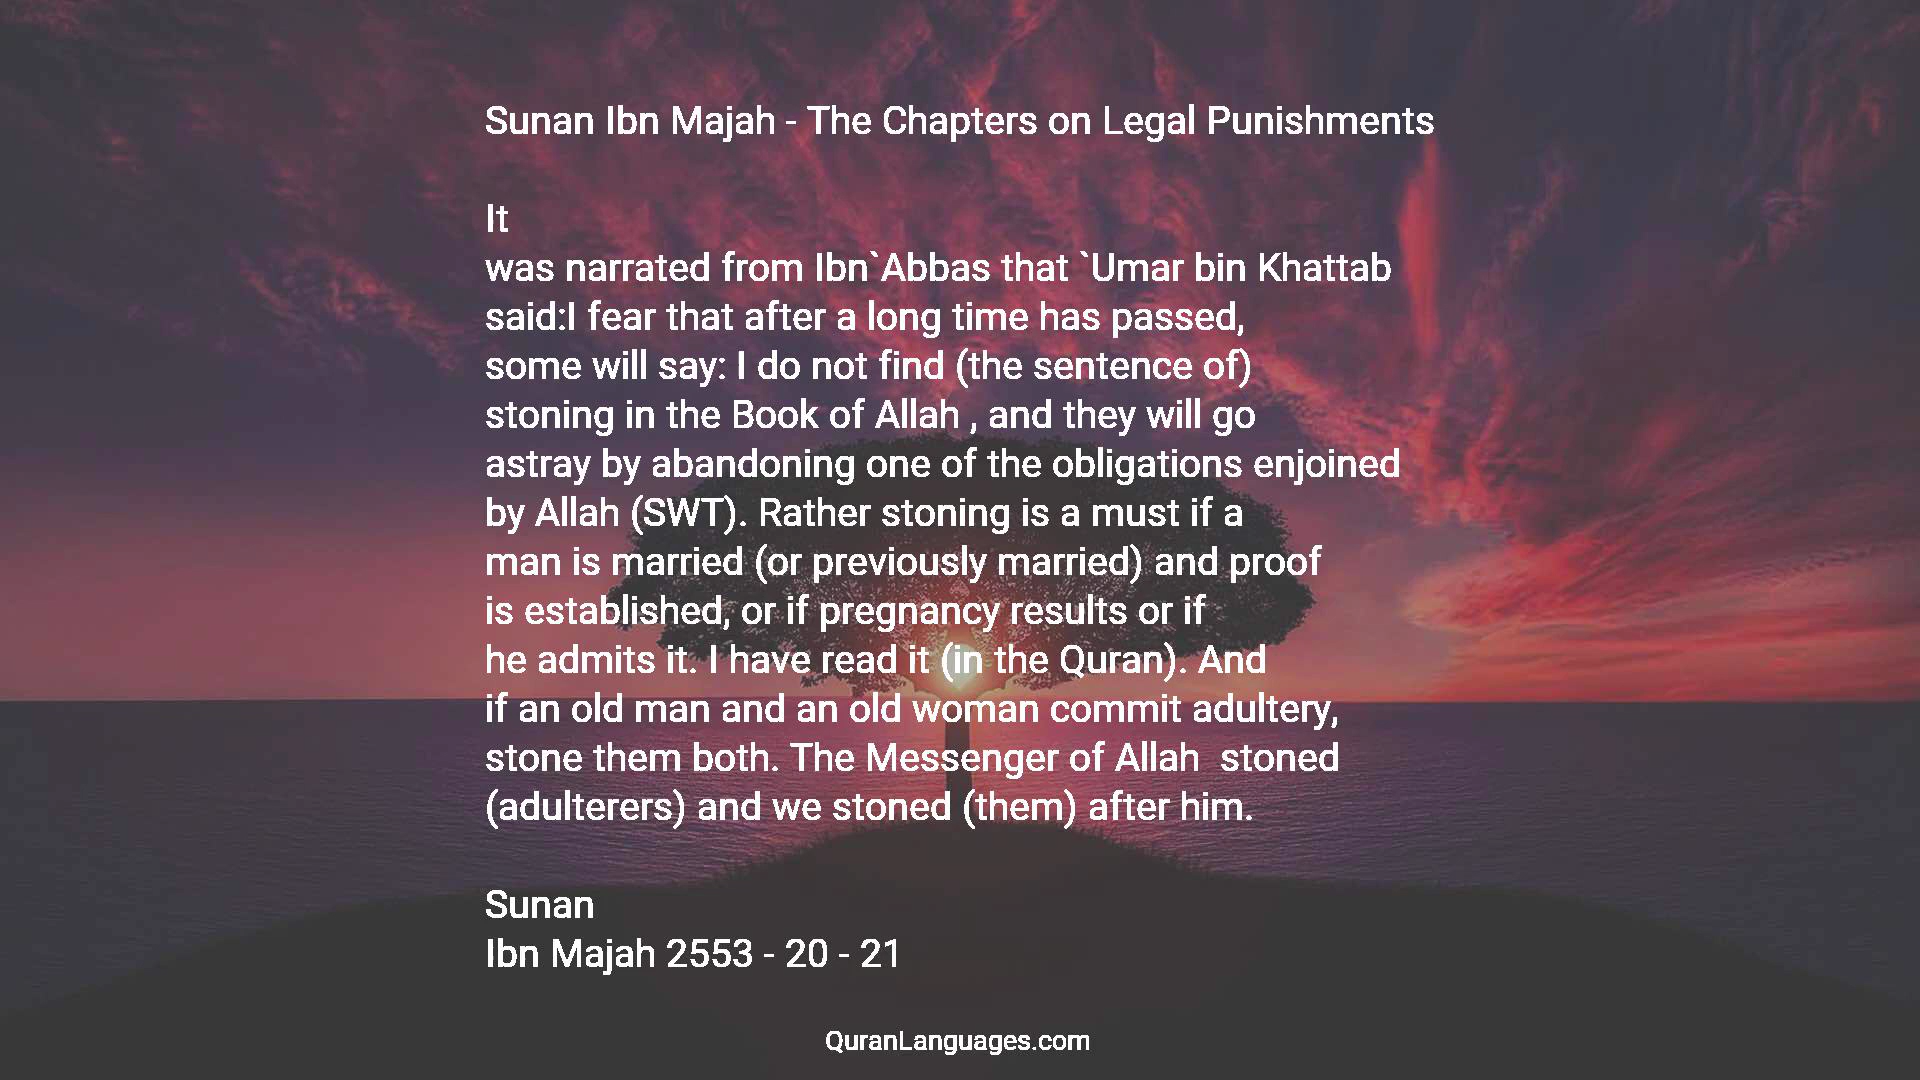 Sunan Ibn Majah - The Chapters on Legal Punishments
It
was narrated from Ibn`Abbas that `Umar bin Khattab
said:I fear that after a long time has passed,
some will say: I do not find (the sentence of)
stoning in the Book of Allah , and they will go
astray by abandoning one of the obligations enjoined
by Allah (SWT). Rather stoning is a must if a
man is married (or previously married) and proof
is established, or if pregnancy results or if
he admits it. I have read it (in the Quran). And
if an old man and an old woman commit adultery,
stone them both. The Messenger of Allah  stoned
(adulterers) and we stoned (them) after him.
Sunan
Ibn Majah 2553 - 20 - 21
QuranLanguages.com